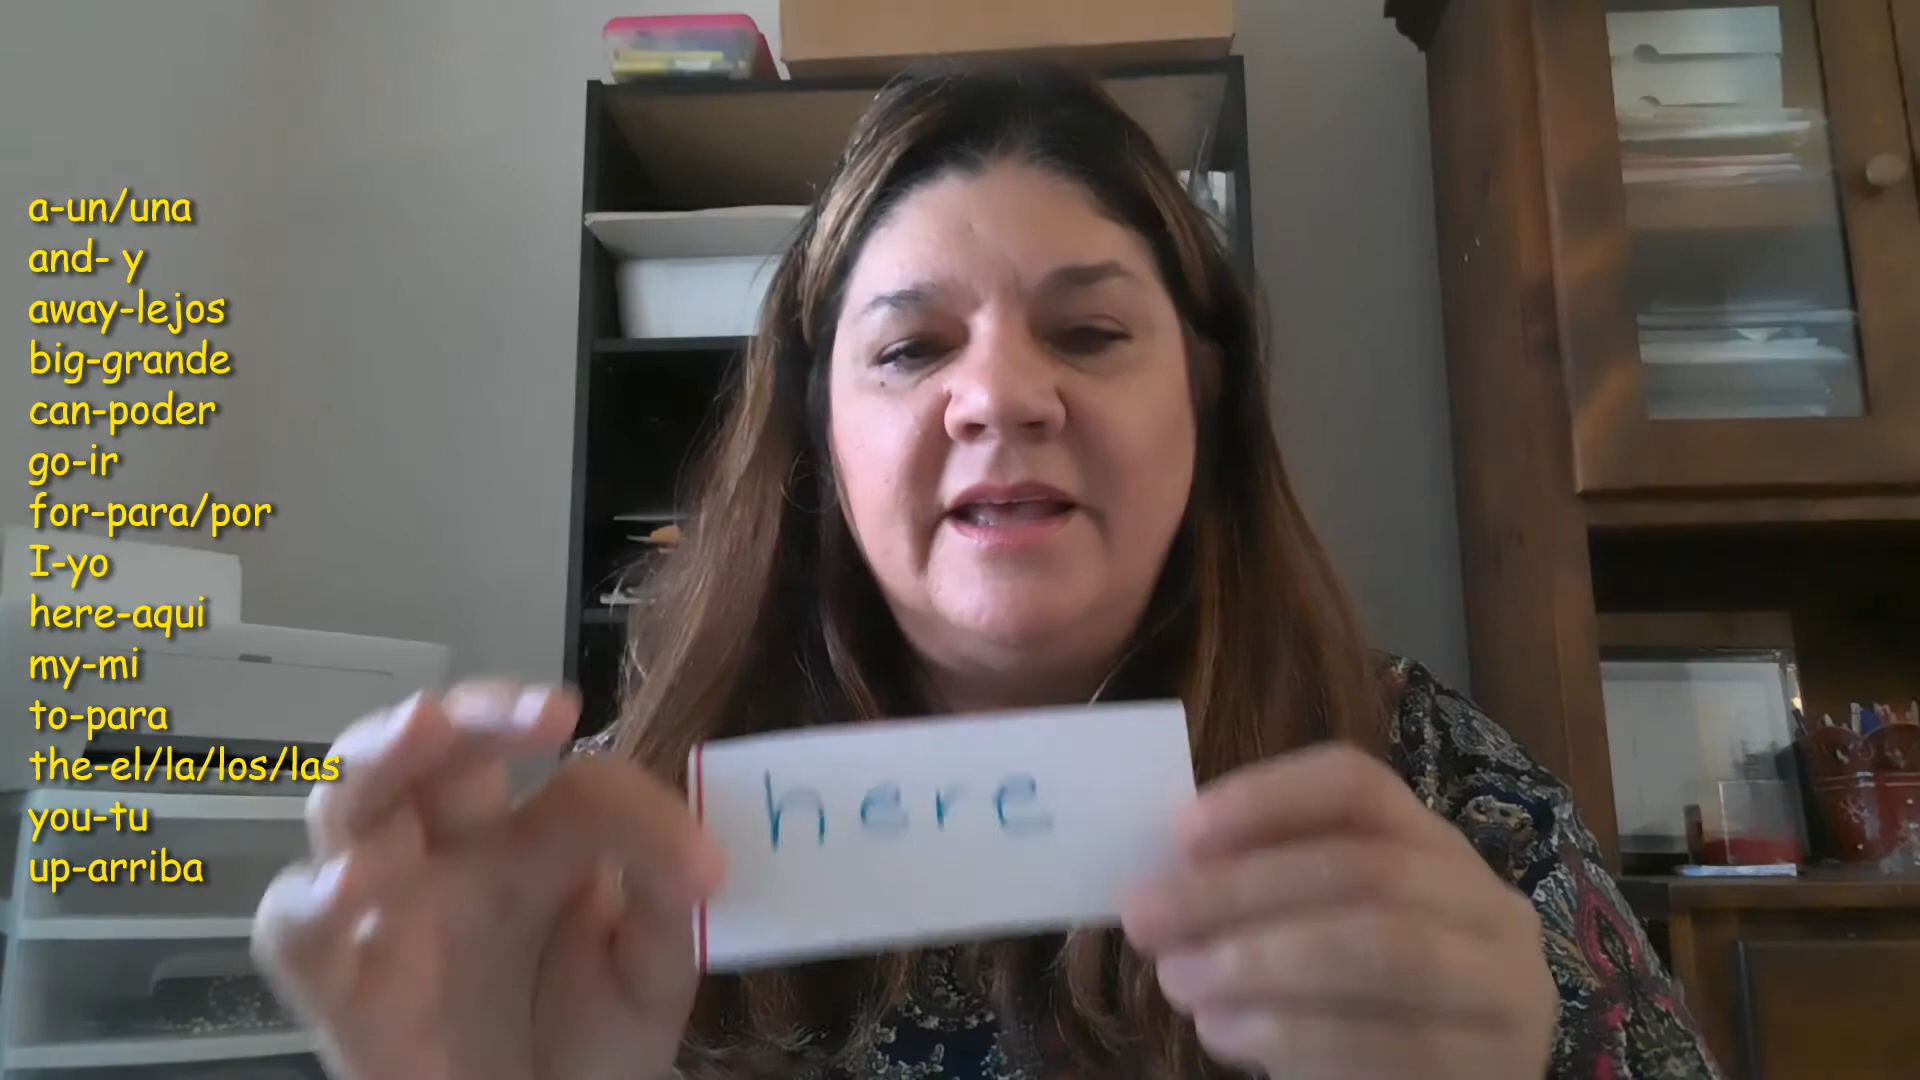 a-un/una
and- y
away-lejos
big-grande
can-poder
go-ir
for-para/por
I-yo
here-aqui
my-mi
to-para
the-el/la/los/las
you-tu
up-arriba
here